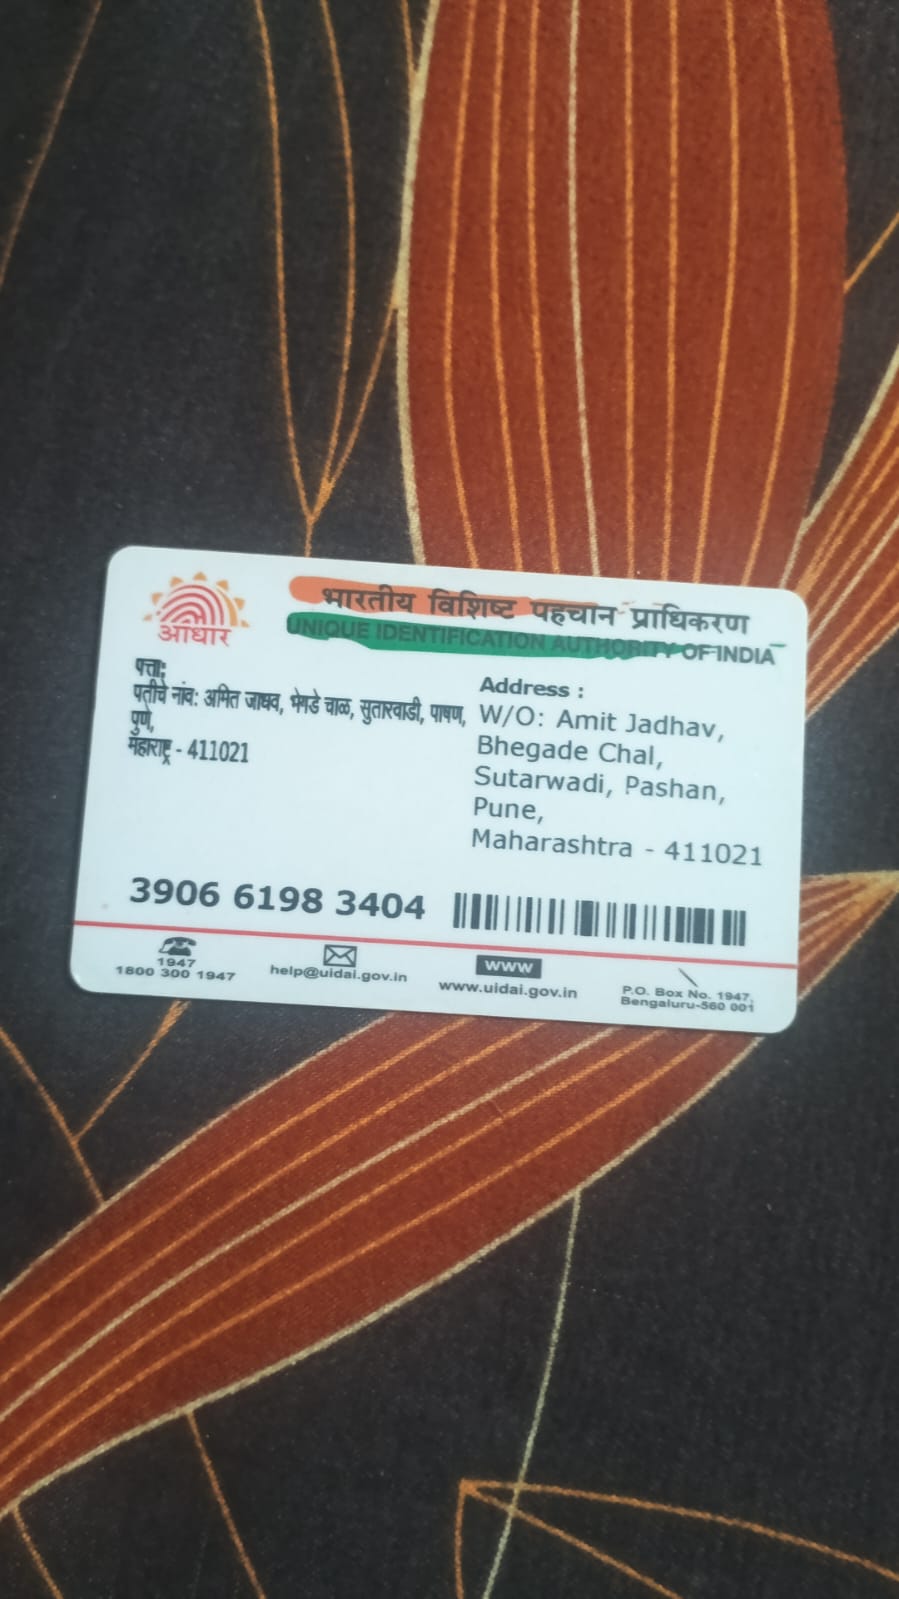 आधार
भारतीय विशिष्ट पहचान प्राधिकरण
UNIQUE IDENTIFICATION AUTHORITY OF INDIA
पत्ता:
पतीचे नांव: अमित जाधव, भेगडे चाळ, सुतारवाडी, पाषण,
पुणे,
महाराष्ट्र - 411021
Address :
W/O: Amit Jadhav,
Bhegade Chal,
Sutarwadi, Pashan,
Pune,
Maharashtra - 411021
3906 6198 3404
1947
1800 300 1947
help@uidai.gov.in
www
www.uidai.gov.in
P.O. Box No. 1947,
Bengaluru-560 001